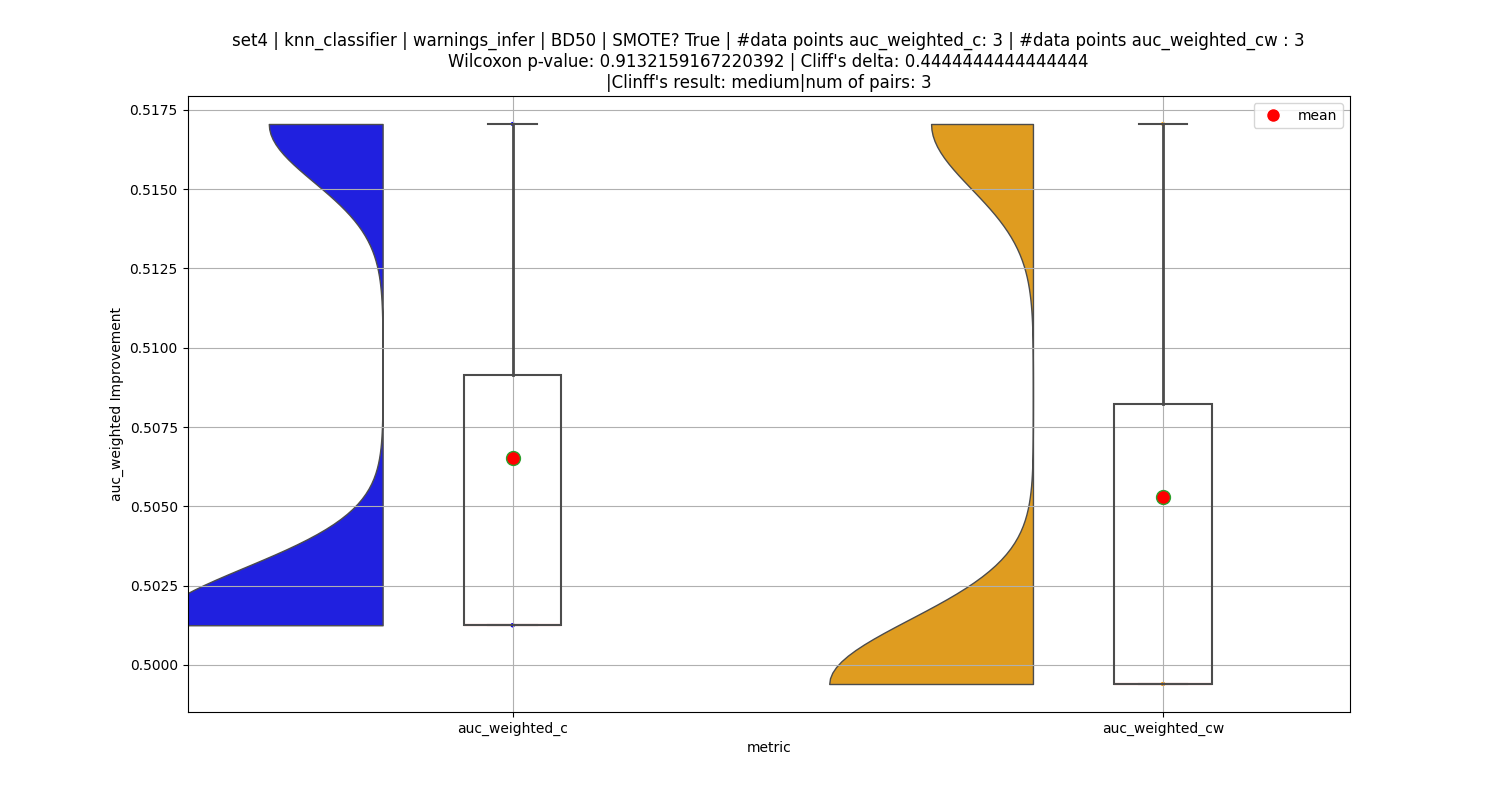 set4 | knn_classifier | warnings_infer | BD50 | SMOTE? True | #data points auc_weighted_c: 3 | #data points auc_weighted_cw : 3
Wilcoxon p-value: 0.9132159167220392 | Cliff's delta: 0.4444444444444444
|Clinff's result: medium|num of pairs: 3
mean
0.5175
0.5150
0.5125
0.5100
0.5075
0.5050
0.5025
0.5000
auc_weighted Improvement
auc_weighted_c
auc_weighted_cw
metric